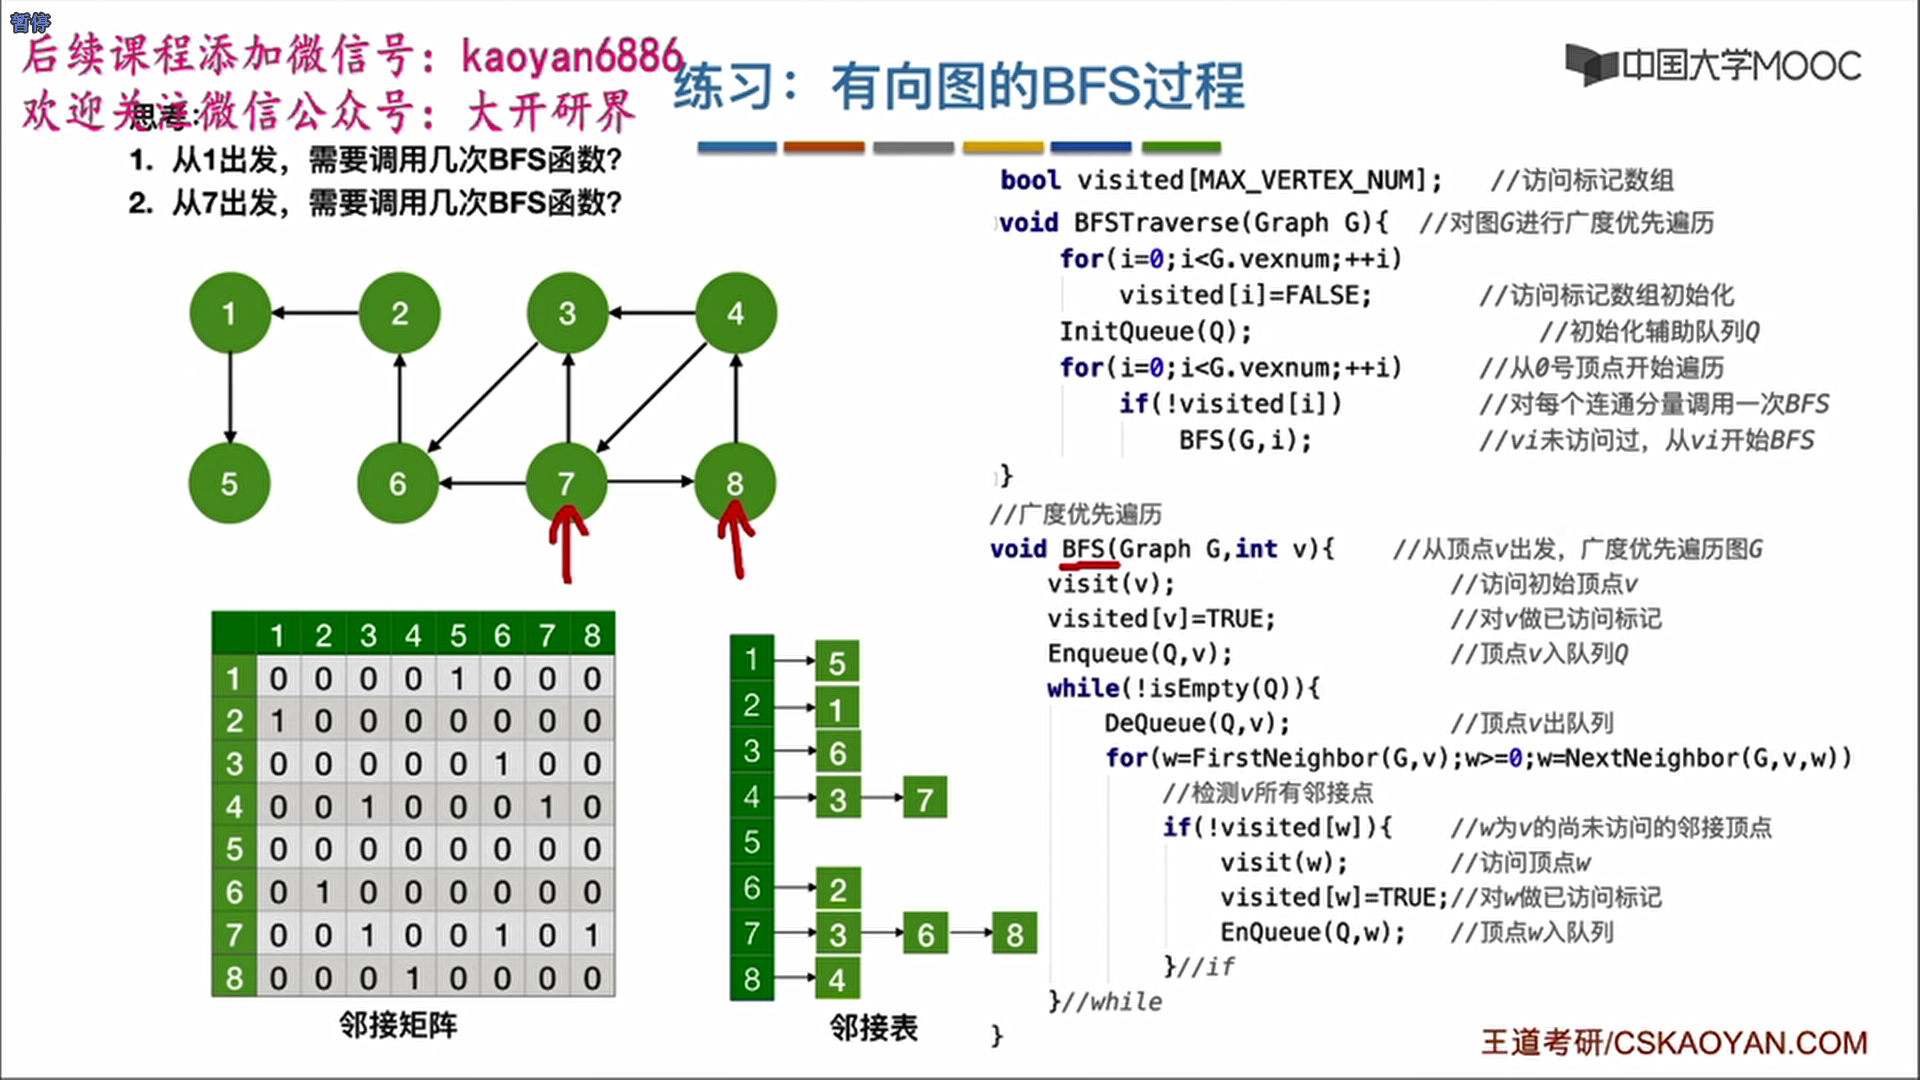 暂停
后续课程添加微信号：kaoyan6886
欢迎关注微信公众号：大开研界
练习：有向图的BFS过程
中国大学MOOC
思考：
1. 从1出发，需要调用几次BFS函数?
2. 从7出发，需要调用几次BFS函数?
1 2 3 4
5 6 7 8
1 2 3 4 5 6 7 8
1 0 0 0 0 1 0 0 0
2 1 0 0 0 0 0 0 0
3 0 0 0 0 0 1 0 0
4 0 0 1 0 0 0 1 0
5 0 0 0 0 0 0 0 0
6 0 1 0 0 0 0 0 0
7 0 0 1 0 0 1 0 1
8 0 0 0 1 0 0 0 0
邻接矩阵
1 5
2 1
3 6
4 3 7
5
6 2
7 3 6 8
8 4
邻接表
bool visited[MAX_VERTEX_NUM]; //访问标记数组
void BFSTraverse(Graph G){ //对图G进行广度优先遍历
for(i=0;i<G.vexnum;++i)
visited[i]=FALSE; //访问标记数组初始化
InitQueue(Q); //初始化辅助队列Q
for(i=0;i<G.vexnum;++i) //从0号顶点开始遍历
if(!visited[i]) //对每个连通分量调用一次BFS
BFS(G,i); //vi未访问过，从vi开始BFS
}
//广度优先遍历
void BFS(Graph G,int v){ //从顶点v出发，广度优先遍历图G
visit(v); //访问初始顶点v
visited[v]=TRUE; //对v做已访问标记
Enqueue(Q,v); //顶点v入队列Q
while(!isEmpty(Q)){
DeQueue(Q,v); //顶点v出队列
for(w=FirstNeighbor(G,v);w>=0;w=NextNeighbor(G,v,w))
//检测v所有邻接点
if(!visited[w]){ //w为v的尚未访问的邻接顶点
visit(w); //访问顶点w
visited[w]=TRUE;//对w做已访问标记
EnQueue(Q,w); //顶点w入队列
}//if
}//while
}
王道考研/CSKAOYAN.COM